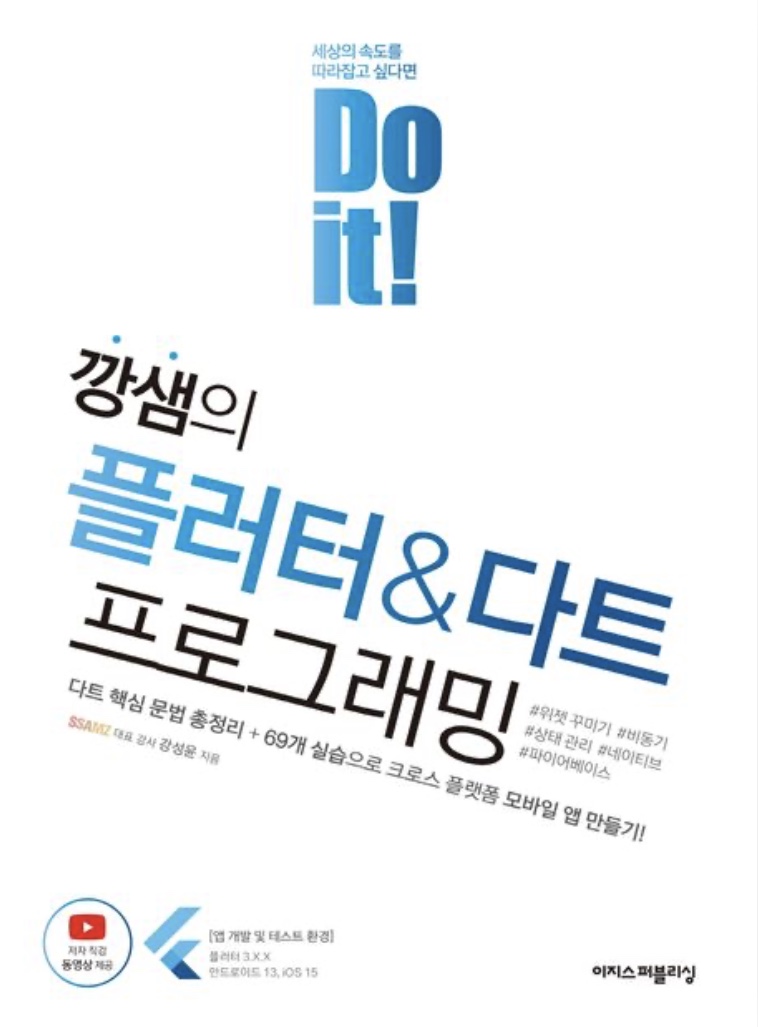 세상의 속도를
따라잡고 싶다면
Do
it!
깡샘의
플러터&다트
프로그래밍
#위젯 꾸미기 #비동기
#상태 관리 #네이티브
#파이어베이스
다트 핵심 문법 총정리 + 69개 실습으로 크로스 플랫폼 모바일 앱 만들기!
SSAMZ 대표 강사 강성윤 지음
저자 직강
동영상 제공
[앱 개발 및 테스트 환경]
플러터 3.X.X
안드로이드 13, iOS 15
이지스퍼블리싱